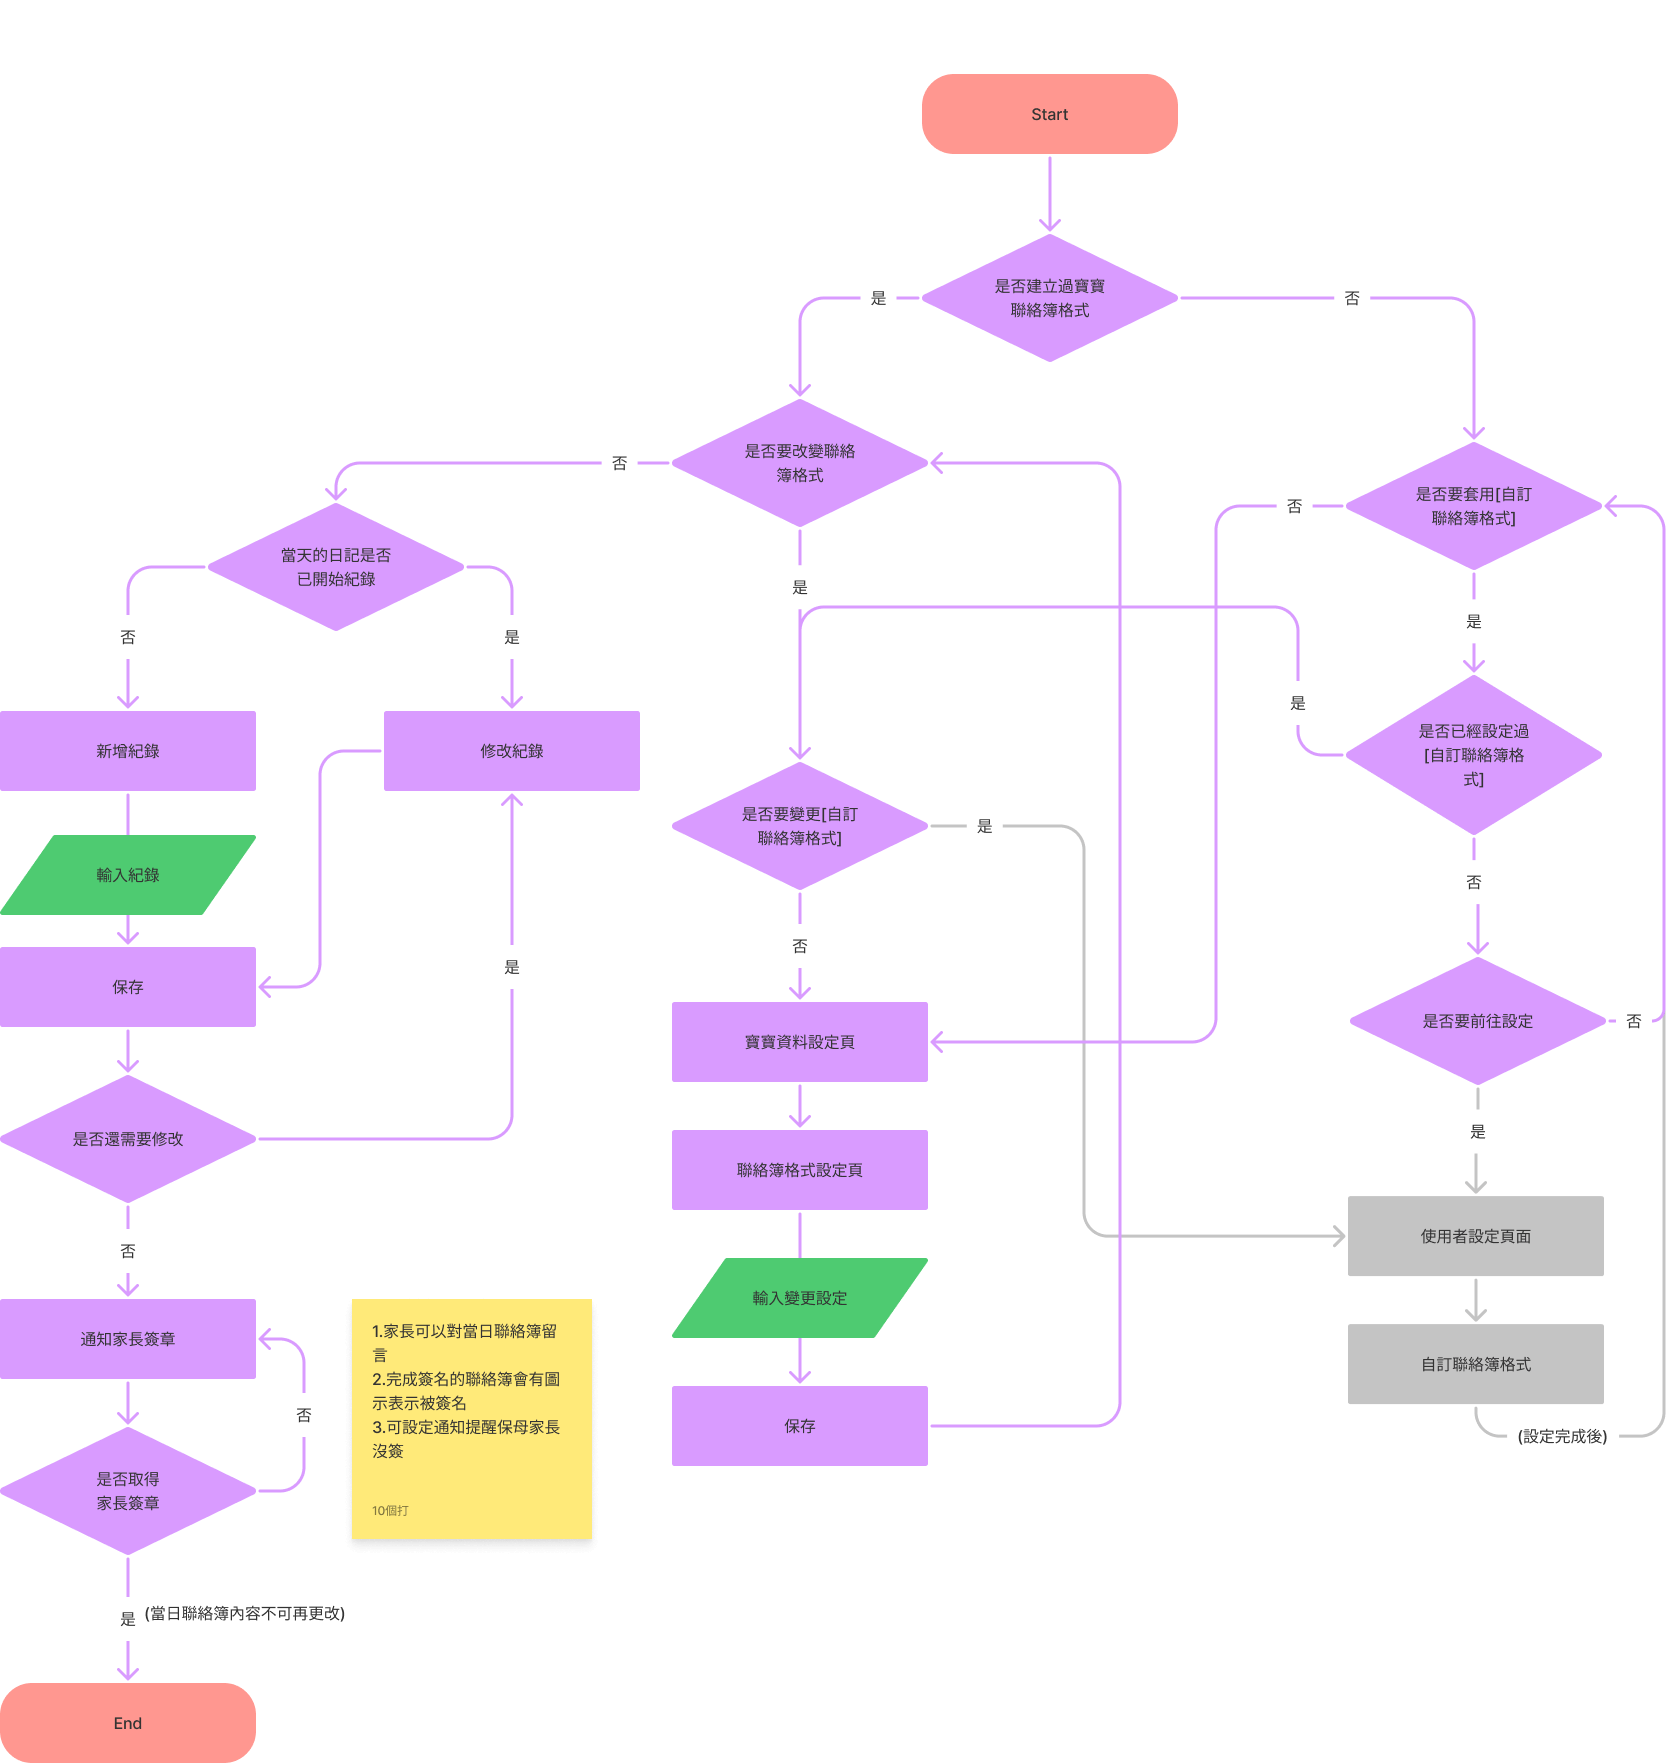 Start
是否建立過寶寶
聯絡簿格式
是
否
是否要改變聯絡
簿格式
否
是
是否要套用[自訂
聯絡簿格式]
否
是
當天的日記是否
已開始紀錄
否
是
是
是否已經設定過
[自訂聯絡簿格
式]
否
新增紀錄
修改紀錄
是否要變更[自訂
聯絡簿格式]
是
否
輸入紀錄
保存
是
是否要前往設定
否
是
寶寶資料設定頁
是否還需要修改
否
聯絡簿格式設定頁
使用者設定頁面
輸入變更設定
自訂聯絡簿格式
(設定完成後)
保存
通知家長簽章
否
是否取得
家長簽章
是
(當日聯絡簿內容不可再更改)
1.家長可以對當日聯絡簿留
言
2.完成簽名的聯絡簿會有圖
示表示被簽名
3.可設定通知提醒保母家長
沒簽
10個打
End